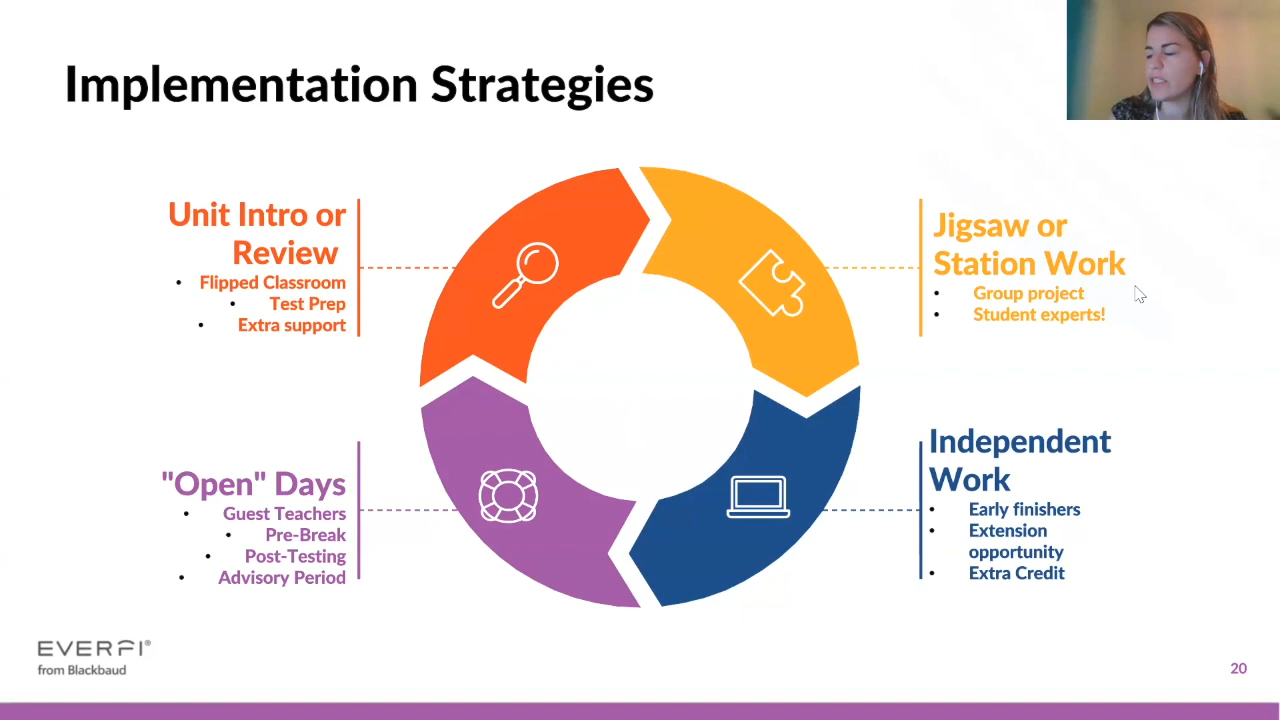 Implementation Strategies
Unit Intro or
Review
• Flipped Classroom
• Test Prep
• Extra support
Jigsaw or
Station Work
• Group project
• Student experts!
"Open" Days
• Guest Teachers
• Pre-Break
• Post-Testing
• Advisory Period
Independent
Work
• Early finishers
• Extension
opportunity
• Extra Credit
EVERFI®
from Blackbaud
20